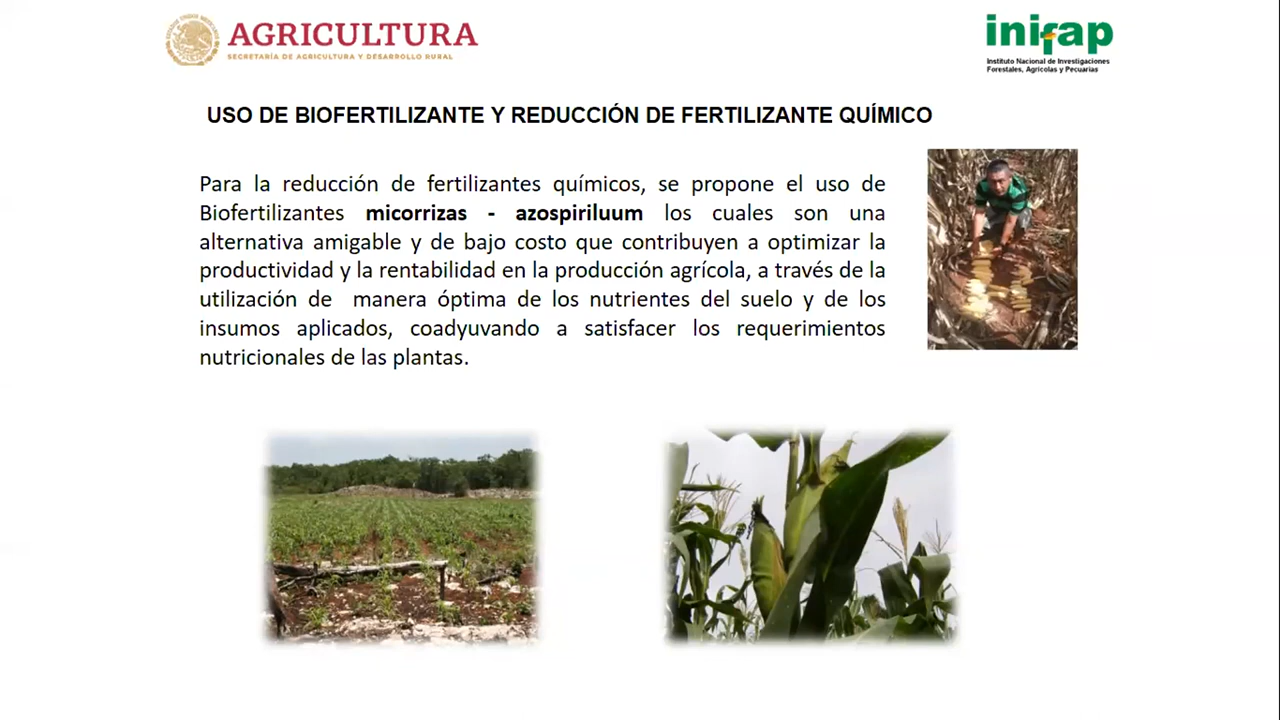 AGRICULTURA
SECRETARÍA DE AGRICULTURA Y DESARROLLO RURAL
inifap
Instituto Nacional de Investigaciones
Forestales, Agrícolas y Pecuarias
USO DE BIOFERTILIZANTE Y REDUCCIÓN DE FERTILIZANTE QUÍMICO
Para la reducción de fertilizantes químicos, se propone el uso de
Biofertilizantes micorrizas - azospiriluum los cuales son una
alternativa amigable y de bajo costo que contribuyen a optimizar la
productividad y la rentabilidad en la producción agrícola, a través de la
utilización de manera óptima de los nutrientes del suelo y de los
insumos aplicados, coadyuvando a satisfacer los requerimientos
nutricionales de las plantas.